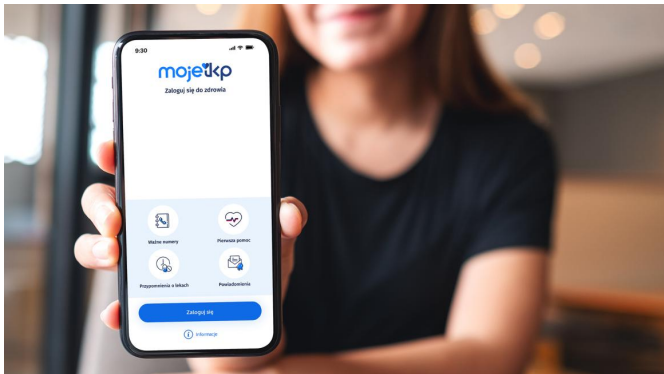 9:30
mojeikp
Zaloguj się do zdrowia
Ważne numery
Pierwsza pomoc
Przypomnienia o lekach
Powiadomienia
Zaloguj się
i
Informacje